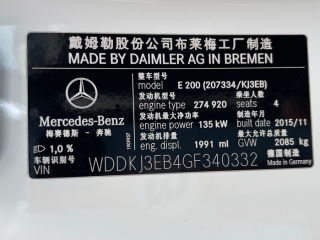 戴姆勒股份公司布莱梅工厂制造
MADE BY DAIMLER AG IN BREMEN
整车型号
model E 200 (207334/KJ3EB)
发动机型号 乘坐人数
engine type 274 920 seats 4
发动机最大净功率 制造年月
engine power 135 kW built date 2015/11
发动机排量 最大允许总质量
engine displ. 1991 ml GVW 2085 kg
Mercedes-Benz
梅赛德斯-奔驰
1,0 %
德国制造
Made in Germany
车辆识别
VIN WDDKJ3EB4GF340332